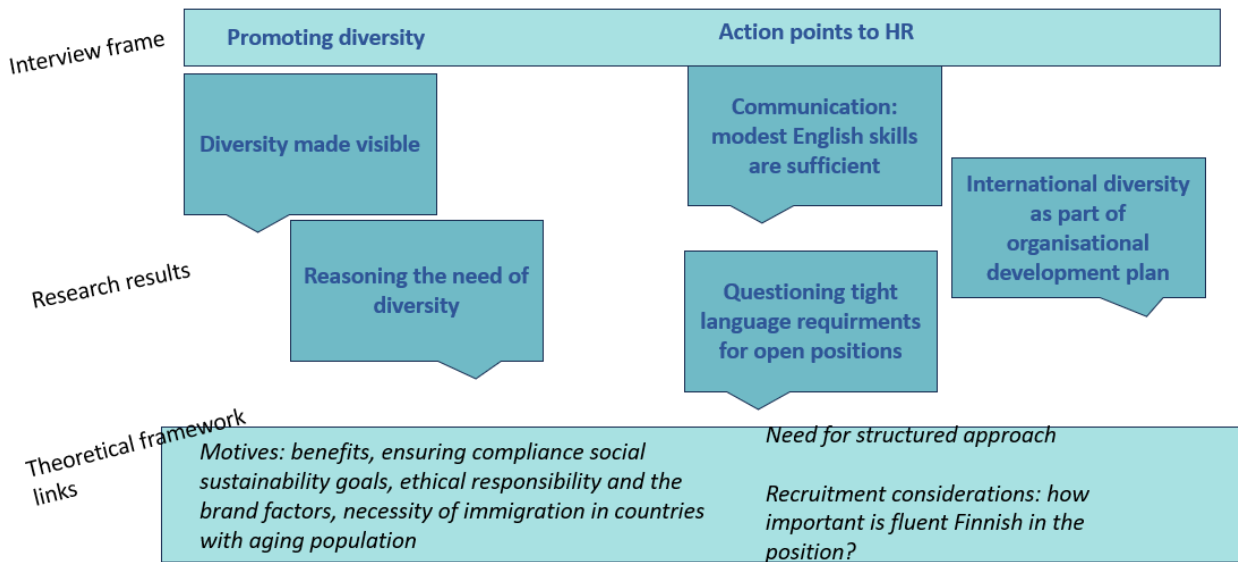 Interview frame
Promoting diversity
Action points to HR
Diversity made visible
Communication:
modest English skills
are sufficient
International diversity
as part of
organisational
development plan
Research results
Reasoning the need of
diversity
Questioning tight
language requirments
for open positions
Theoretical framework
links
Motives: benefits, ensuring compliance social
sustainability goals, ethical responsibility and the
brand factors, necessity of immigration in countries
with aging population
Need for structured approach
Recruitment considerations: how
important is fluent Finnish in the
position?